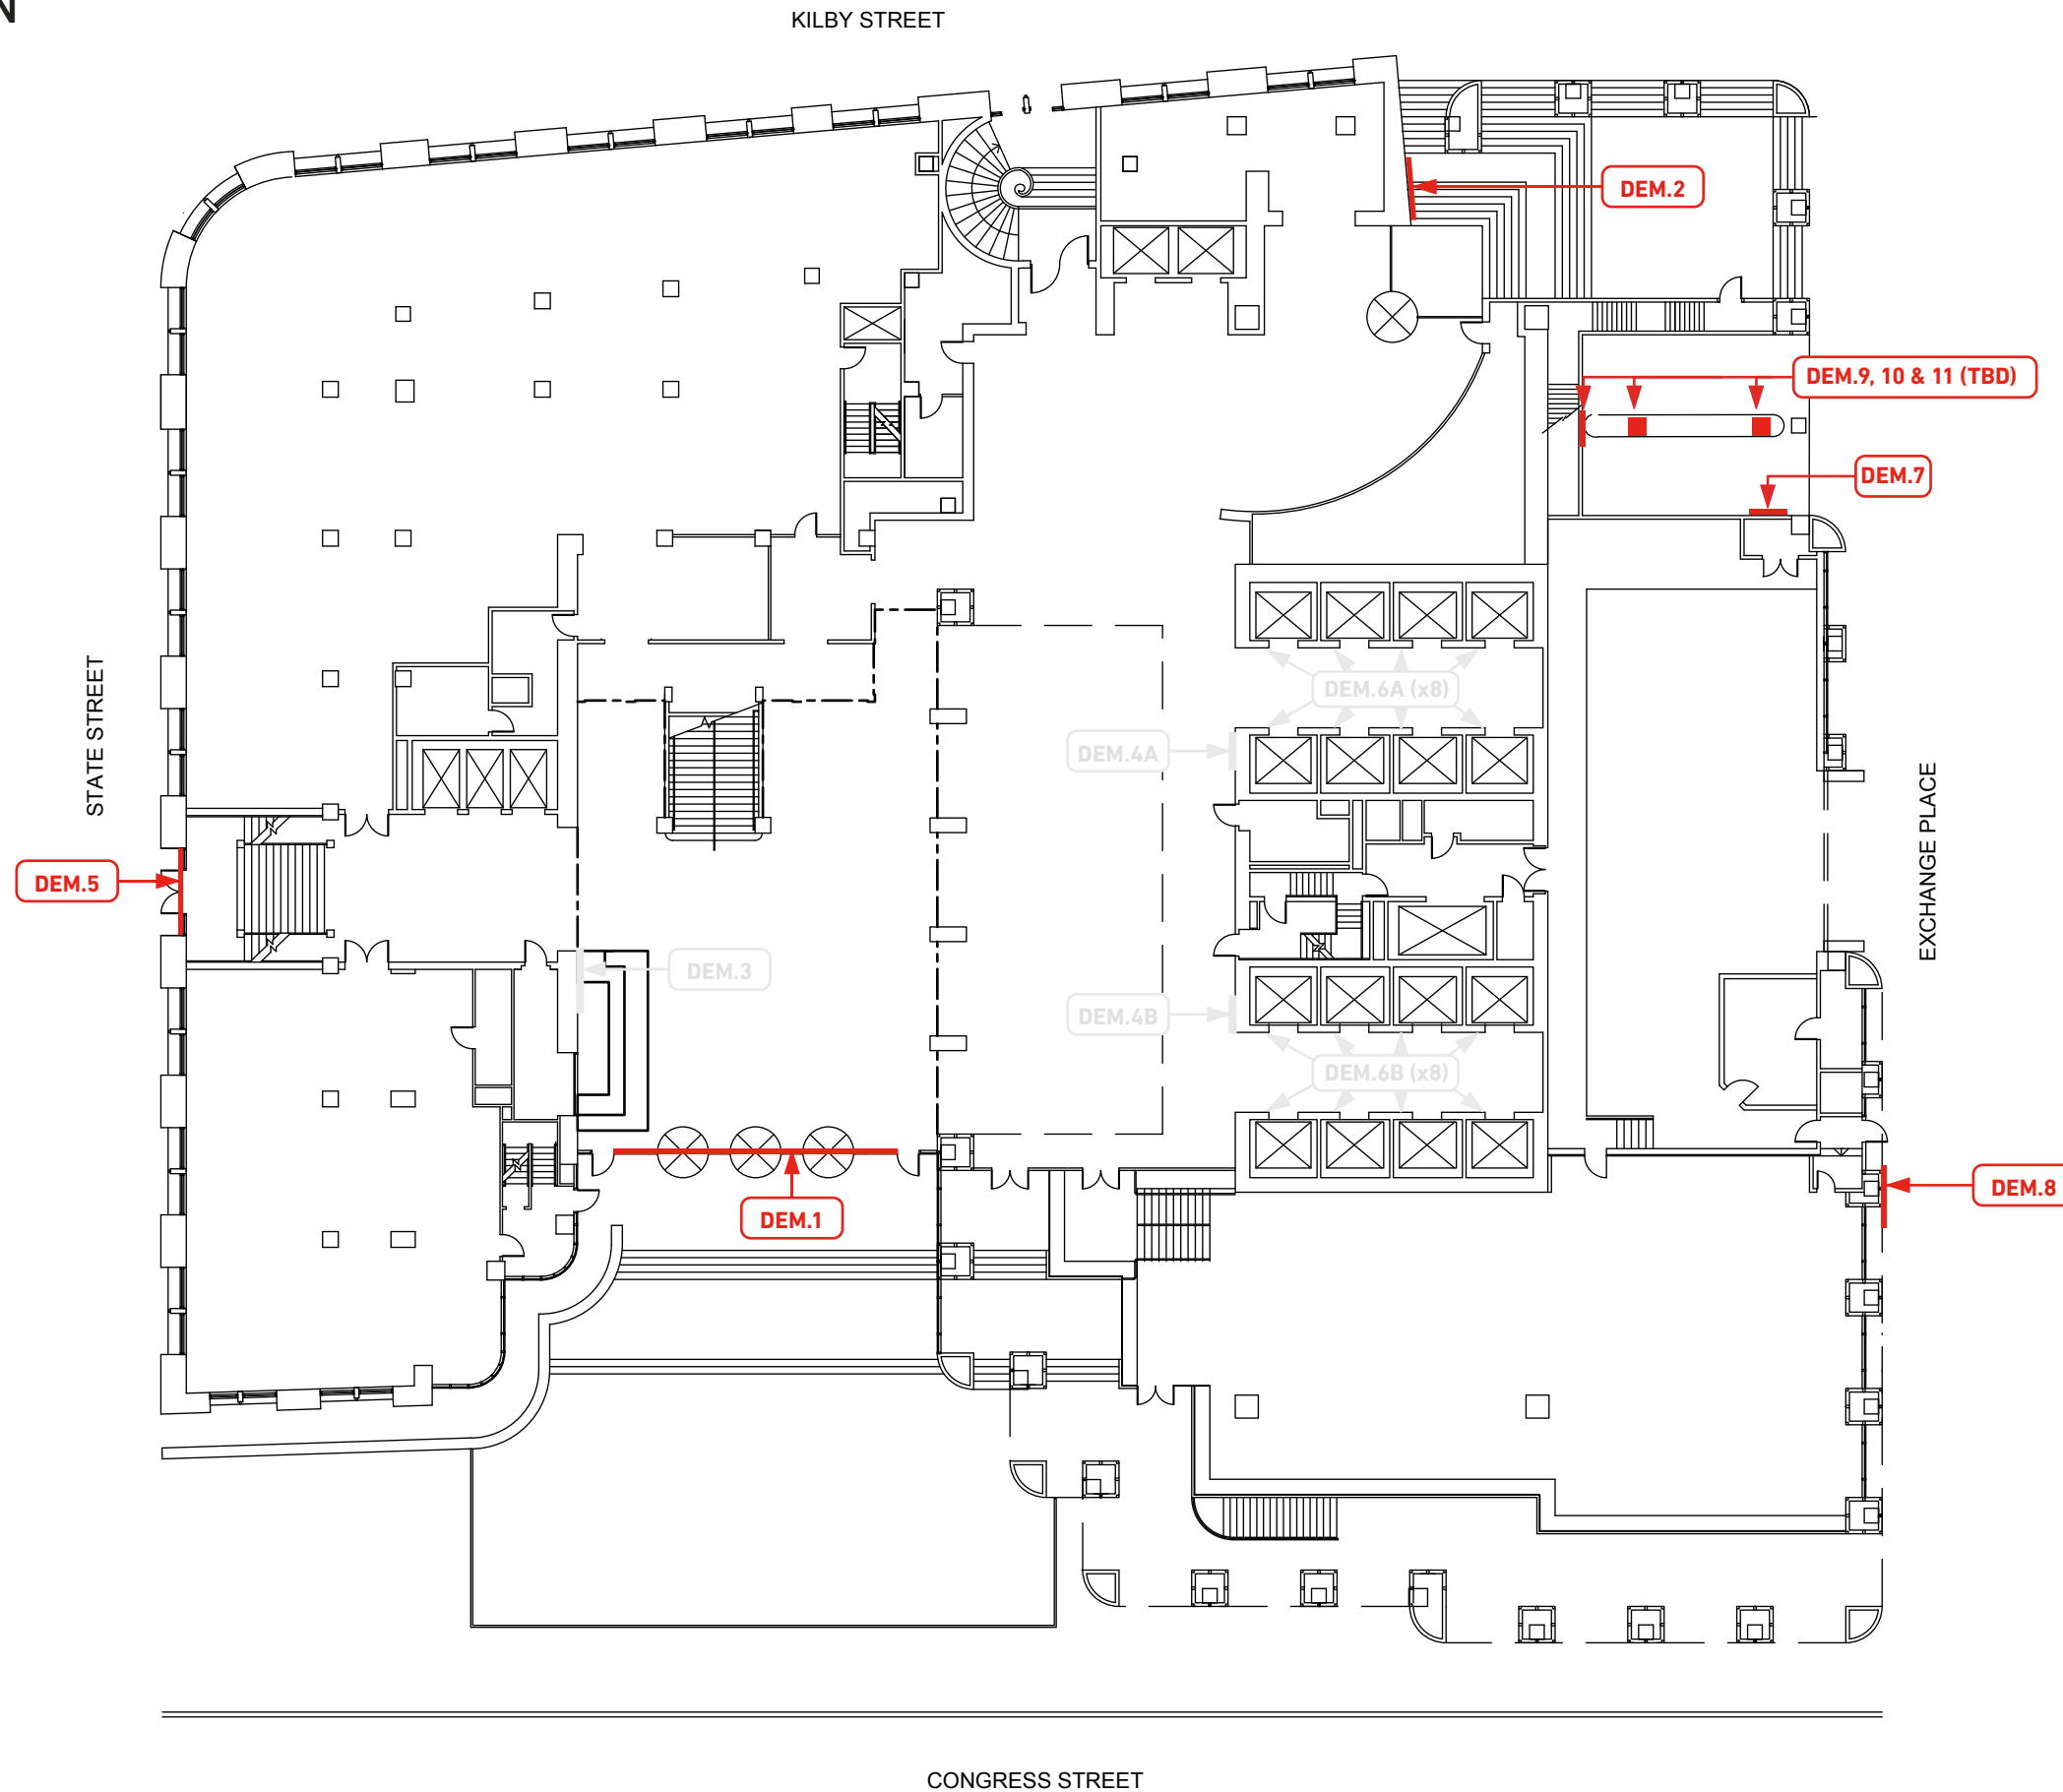 N
KILBY STREET
DEM.2
DEM.9, 10 & 11 (TBD)
DEM.7
DEM.6A (x8)
DEM.4A
STATE STREET
EXCHANGE PLACE
DEM.5
DEM.3
DEM.4B
DEM.6B (x8)
DEM.8
DEM.1
CONGRESS STREET